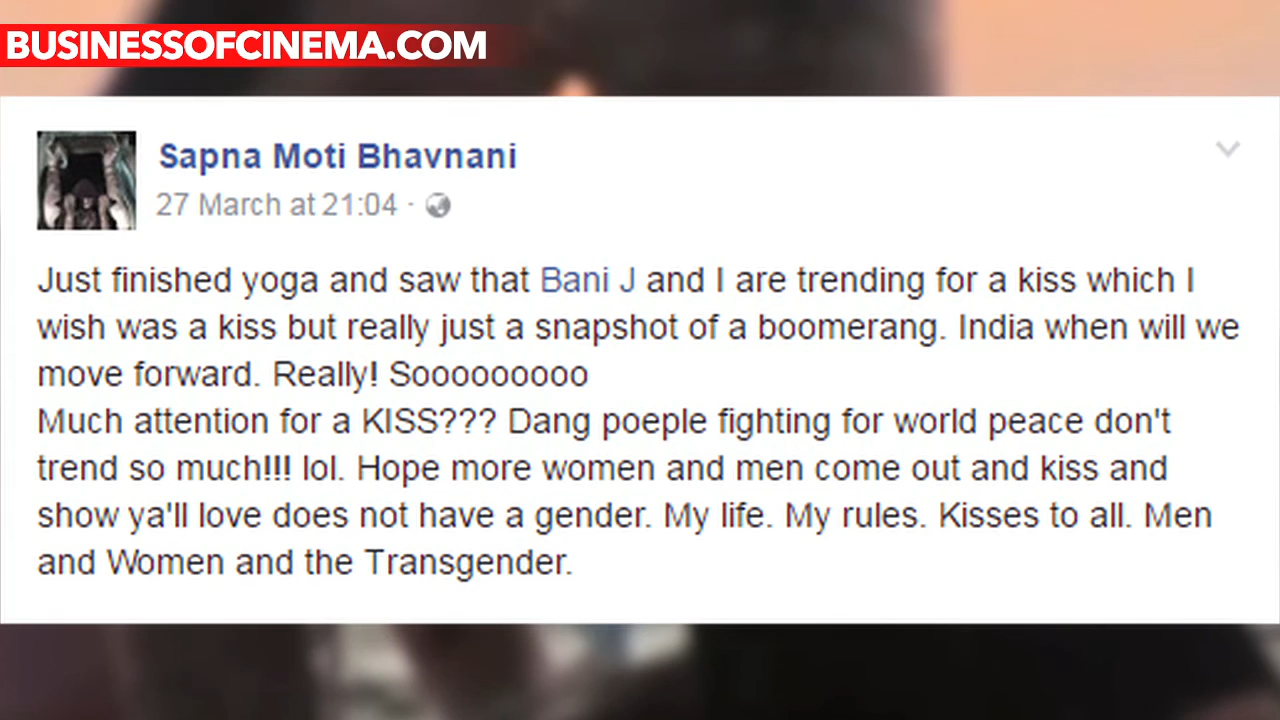 BUSINESSOFCINEMA.COM
Sapna Moti Bhavnani
27 March at 21:04 ·
Just finished yoga and saw that Bani J and I are trending for a kiss which I
wish was a kiss but really just a snapshot of a boomerang. India when will we
move forward. Really! Sooooooooo
Much attention for a KISS??? Dang poeple fighting for world peace don't
trend so much!!! lol. Hope more women and men come out and kiss and
show ya'll love does not have a gender. My life. My rules. Kisses to all. Men
and Women and the Transgender.